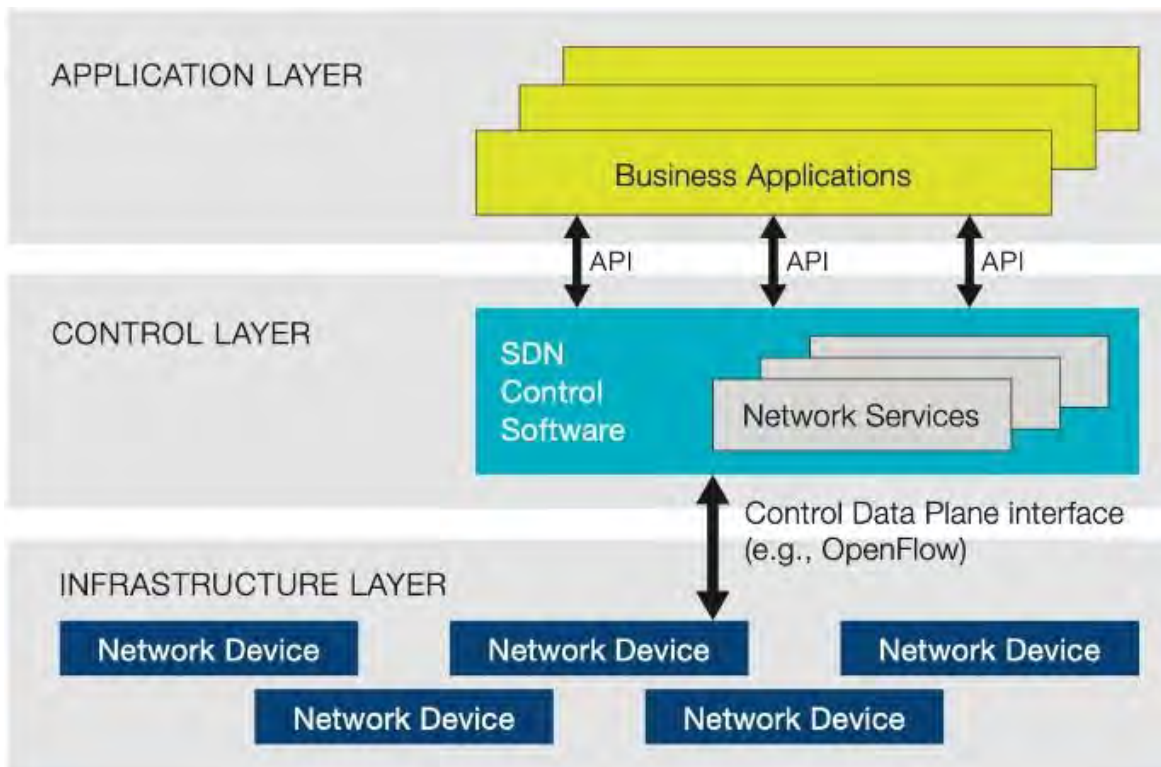 APPLICATION LAYER
Business Applications
API
API
API
CONTROL LAYER
SDN
Control
Software
Network Services
Control Data Plane interface
(e.g., OpenFlow)
INFRASTRUCTURE LAYER
Network Device
Network Device
Network Device
Network Device
Network Device